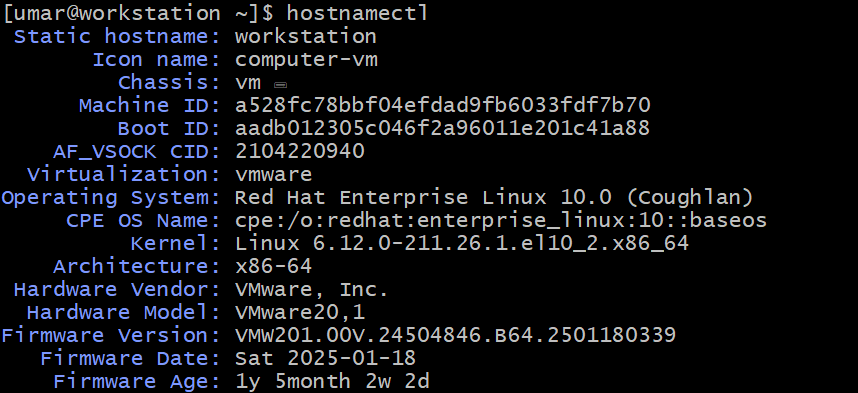 [umar@workstation ~]$ hostnamectl
Static hostname: workstation
Icon name: computer-vm
Chassis: vm
Machine ID: a528fc78bbf04efdad9fb6033fdf7b70
Boot ID: aadb012305c046f2a96011e201c41a88
AF_VSOCK CID: 2104220940
Virtualization: vmware
Operating System: Red Hat Enterprise Linux 10.0 (Coughlan)
CPE OS Name: cpe:/o:redhat:enterprise_linux:10::baseos
Kernel: Linux 6.12.0-211.26.1.el10_2.x86_64
Architecture: x86-64
Hardware Vendor: VMware, Inc.
Hardware Model: VMware20,1
Firmware Version: VMW201.00V.24504846.B64.2501180339
Firmware Date: Sat 2025-01-18
Firmware Age: 1y 5month 2w 2d